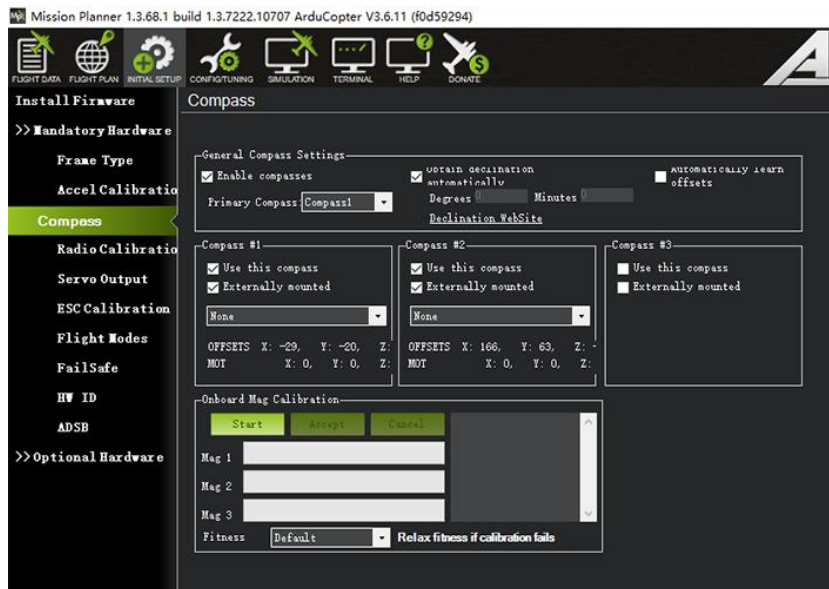 Mission Planner 1.3.68.1 build 1.3.7222.10707 ArduCopter V3.6.11 (f0d59294)
FLIGHT DATA FLIGHT PLAN INITIAL SETUP CONFIG/TUNING SIMULATION TERMINAL HELP DONATE
Install Firmware
Compass
>> Mandatory Hardware
Frame Type
Accel Calibratio
Compass
Radio Calibratio
Servo Output
ESC Calibration
Flight Modes
FailSafe
HW ID
ADSB
>> Optional Hardware
General Compass Settings
Enable compasses
Obtain declination
automatically
Automatically learn
offsets
Primary Compass: Compass1
Degrees 0 Minutes 0
Declination WebSite
Compass #1
Use this compass
Externally mounted
None
OFFSETS X: -29, Y: -20, Z:
MOT X: 0, Y: 0, Z:
Compass #2
Use this compass
Externally mounted
None
OFFSETS X: 166, Y: 63, Z: -
MOT X: 0, Y: 0, Z:
Compass #3
Use this compass
Externally mounted
Onboard Mag Calibration
Start Accept Cancel
Mag 1
Mag 2
Mag 3
Fitness Default Relax fitness if calibration fails